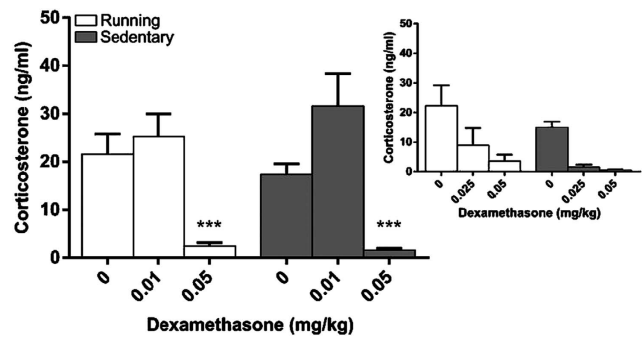 Running
Sedentary
Corticosterone (ng/ml)
50
40
30
20
10
0
*** ***
0 0.01 0.05 0 0.01 0.05
Dexamethasone (mg/kg)
Corticosterone (ng/ml)
50
40
30
20
10
0
0 0.025 0.05 0 0.025 0.05
Dexamethasone (mg/kg)